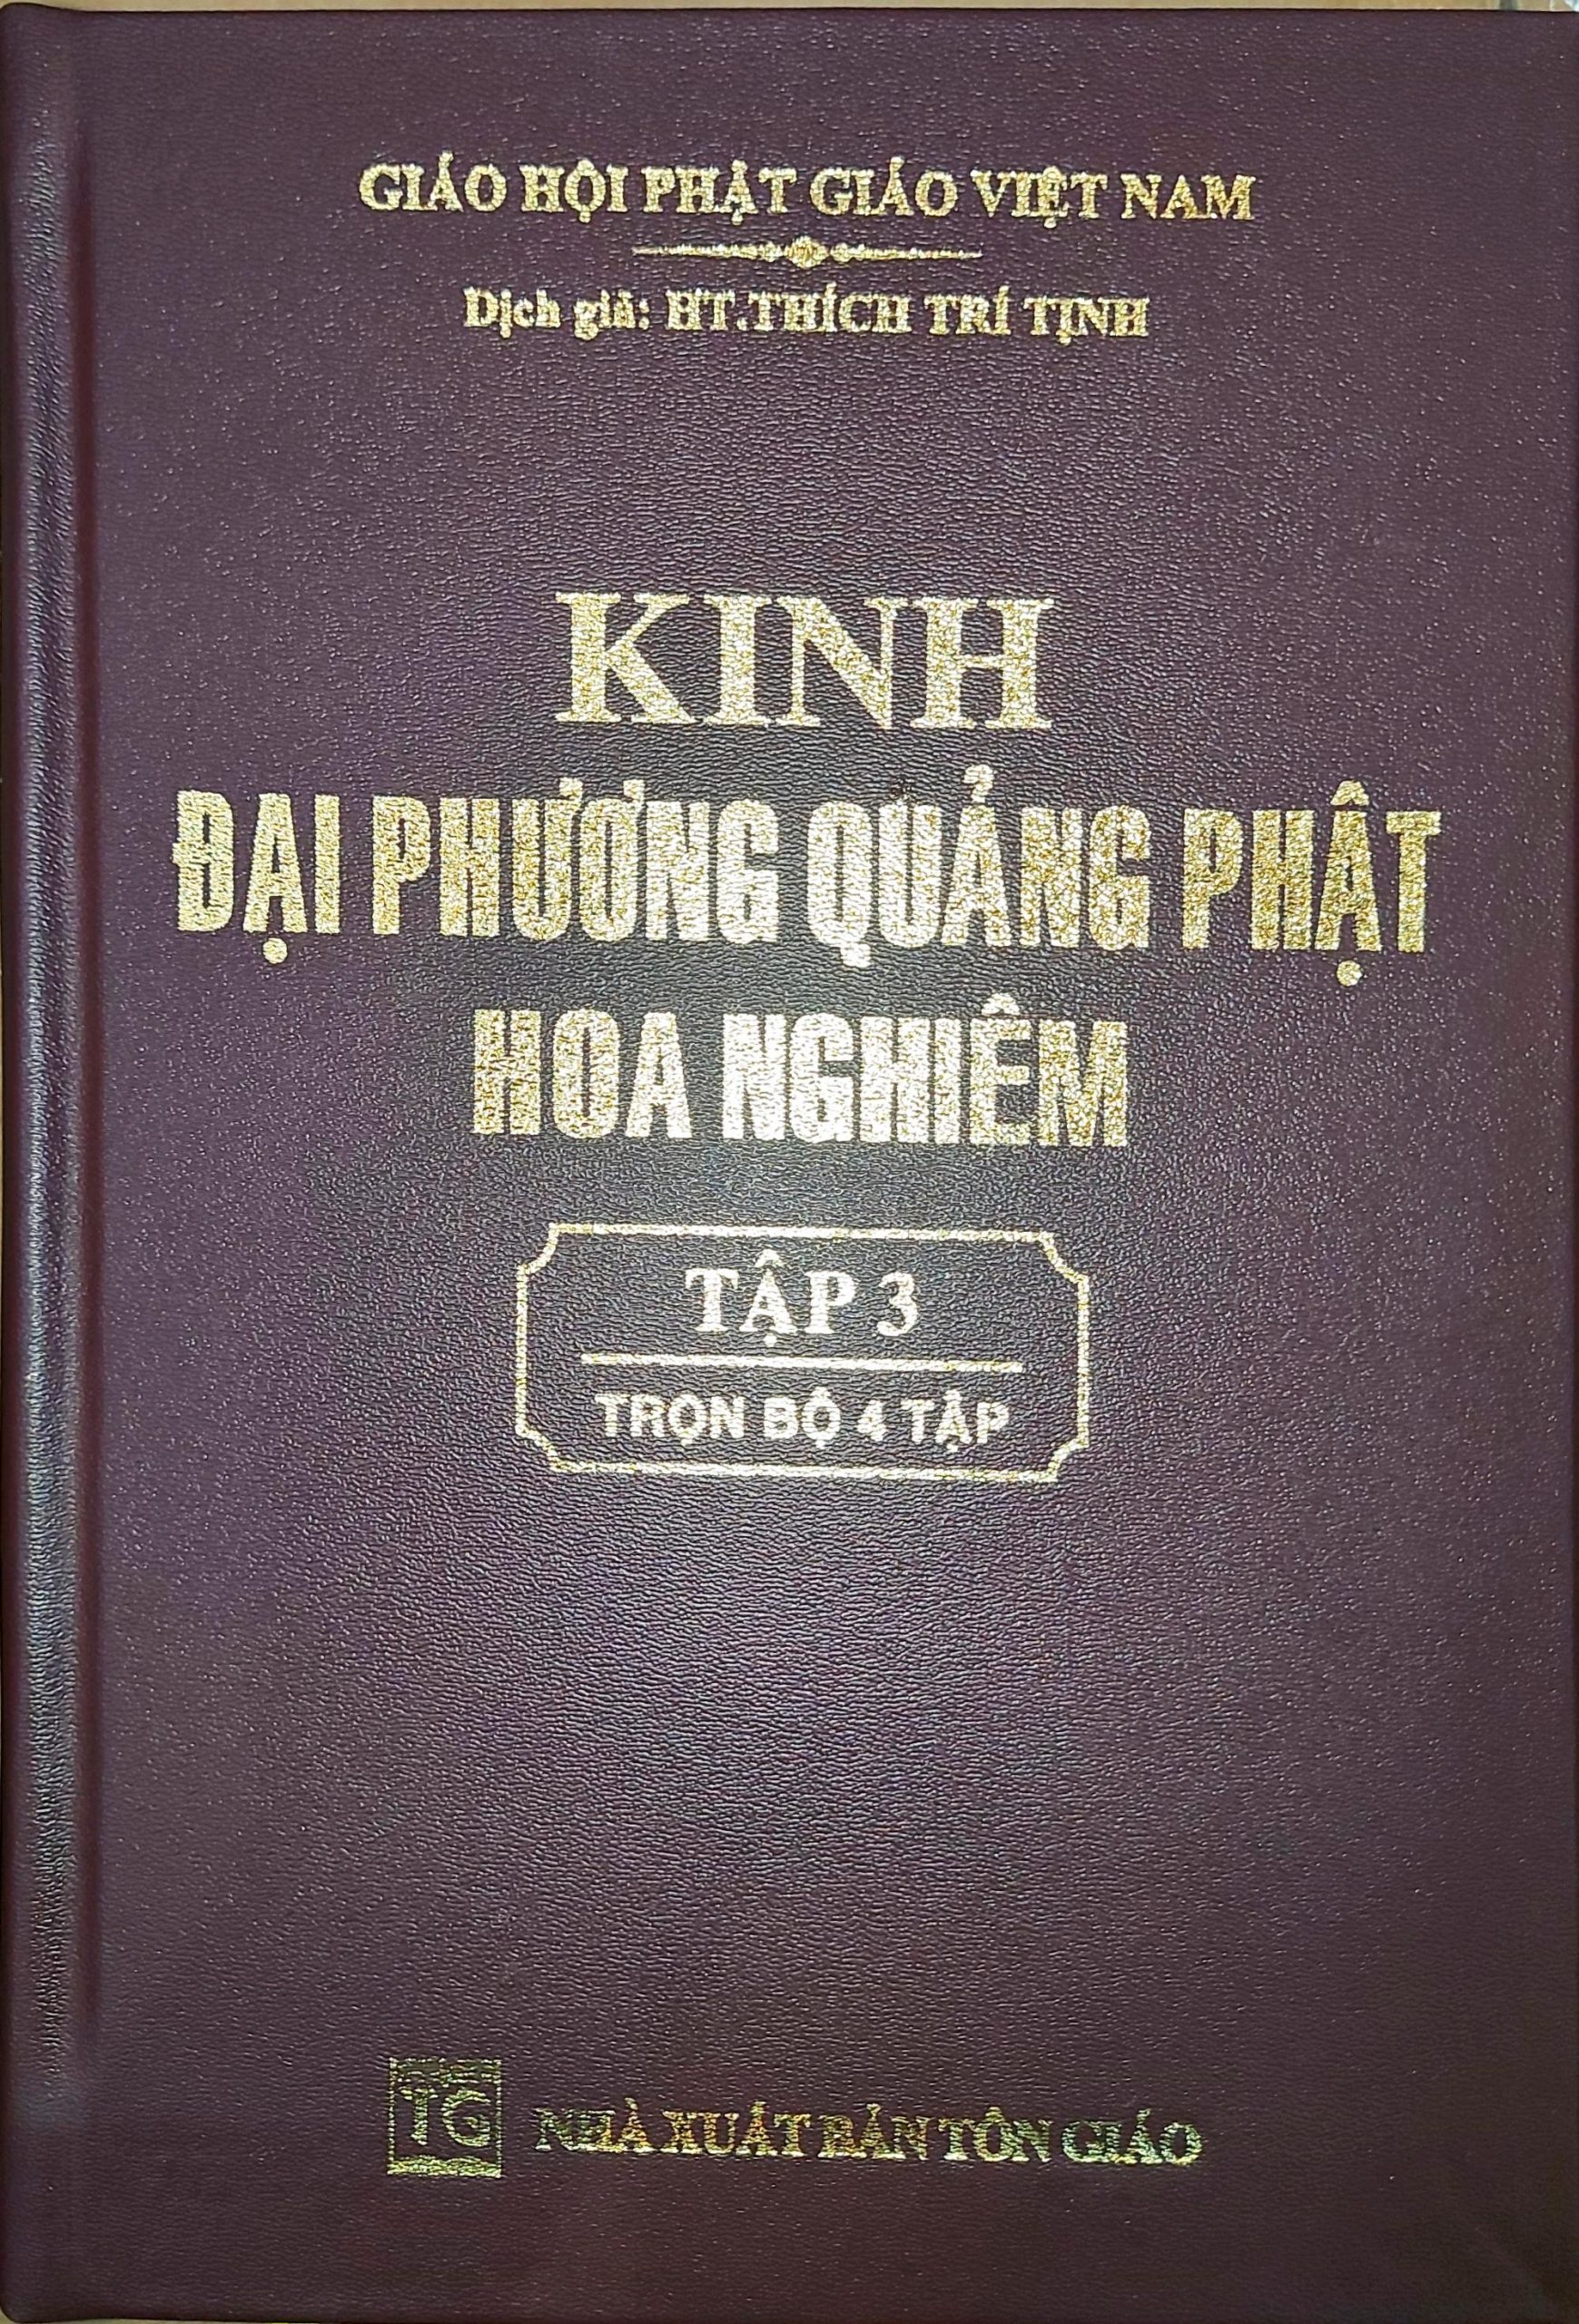 GIÁO HỘI PHẬT GIÁO VIỆT NAM
Dịch giả: HT.THÍCH TRÍ TỊNH
KINH
ĐẠI PHƯƠNG QUẢNG PHẬT
HOA NGHIÊM
TẬP 3
TRỌN BỘ 4 TẬP
TG
NHÀ XUẤT BẢN TÔN GIÁO